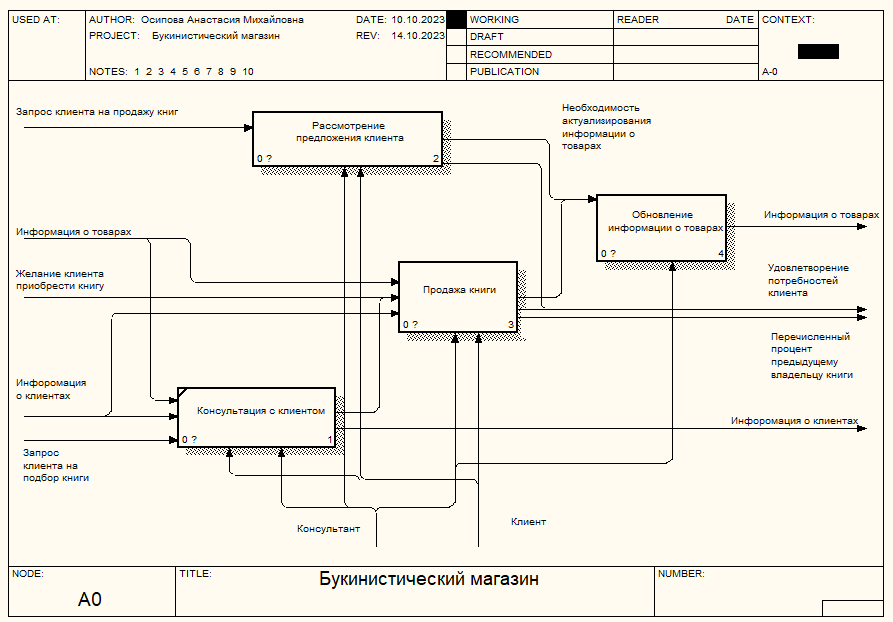 USED AT:
AUTHOR: Осипова Анастасия Михайловна
DATE: 10.10.2023
WORKING
READER
DATE
CONTEXT:
PROJECT: Букинистический магазин
REV: 14.10.2023
DRAFT
RECOMMENDED
NOTES: 1 2 3 4 5 6 7 8 9 10
PUBLICATION
A-0
Запрос клиента на продажу книг
Рассмотрение
предложения клиента
0 ?
2
Необходимость
актуализирования
информации о
товарах
Информация о товарах
Обновление
информации о товарах
0 ?
4
Информация о товарах
Желание клиента
приобрести книгу
Продажа книги
0 ?
3
Удовлетворение
потребностей
клиента
Перечисленный
процент
предыдущему
владельцу книги
Инфоромация
о клиентах
Консультация с клиентом
0 ?
1
Инфоромация о клиентах
Запрос
клиента на
подбор книги
Консультант
Клиент
NODE:
A0
TITLE:
Букинистический магазин
NUMBER: